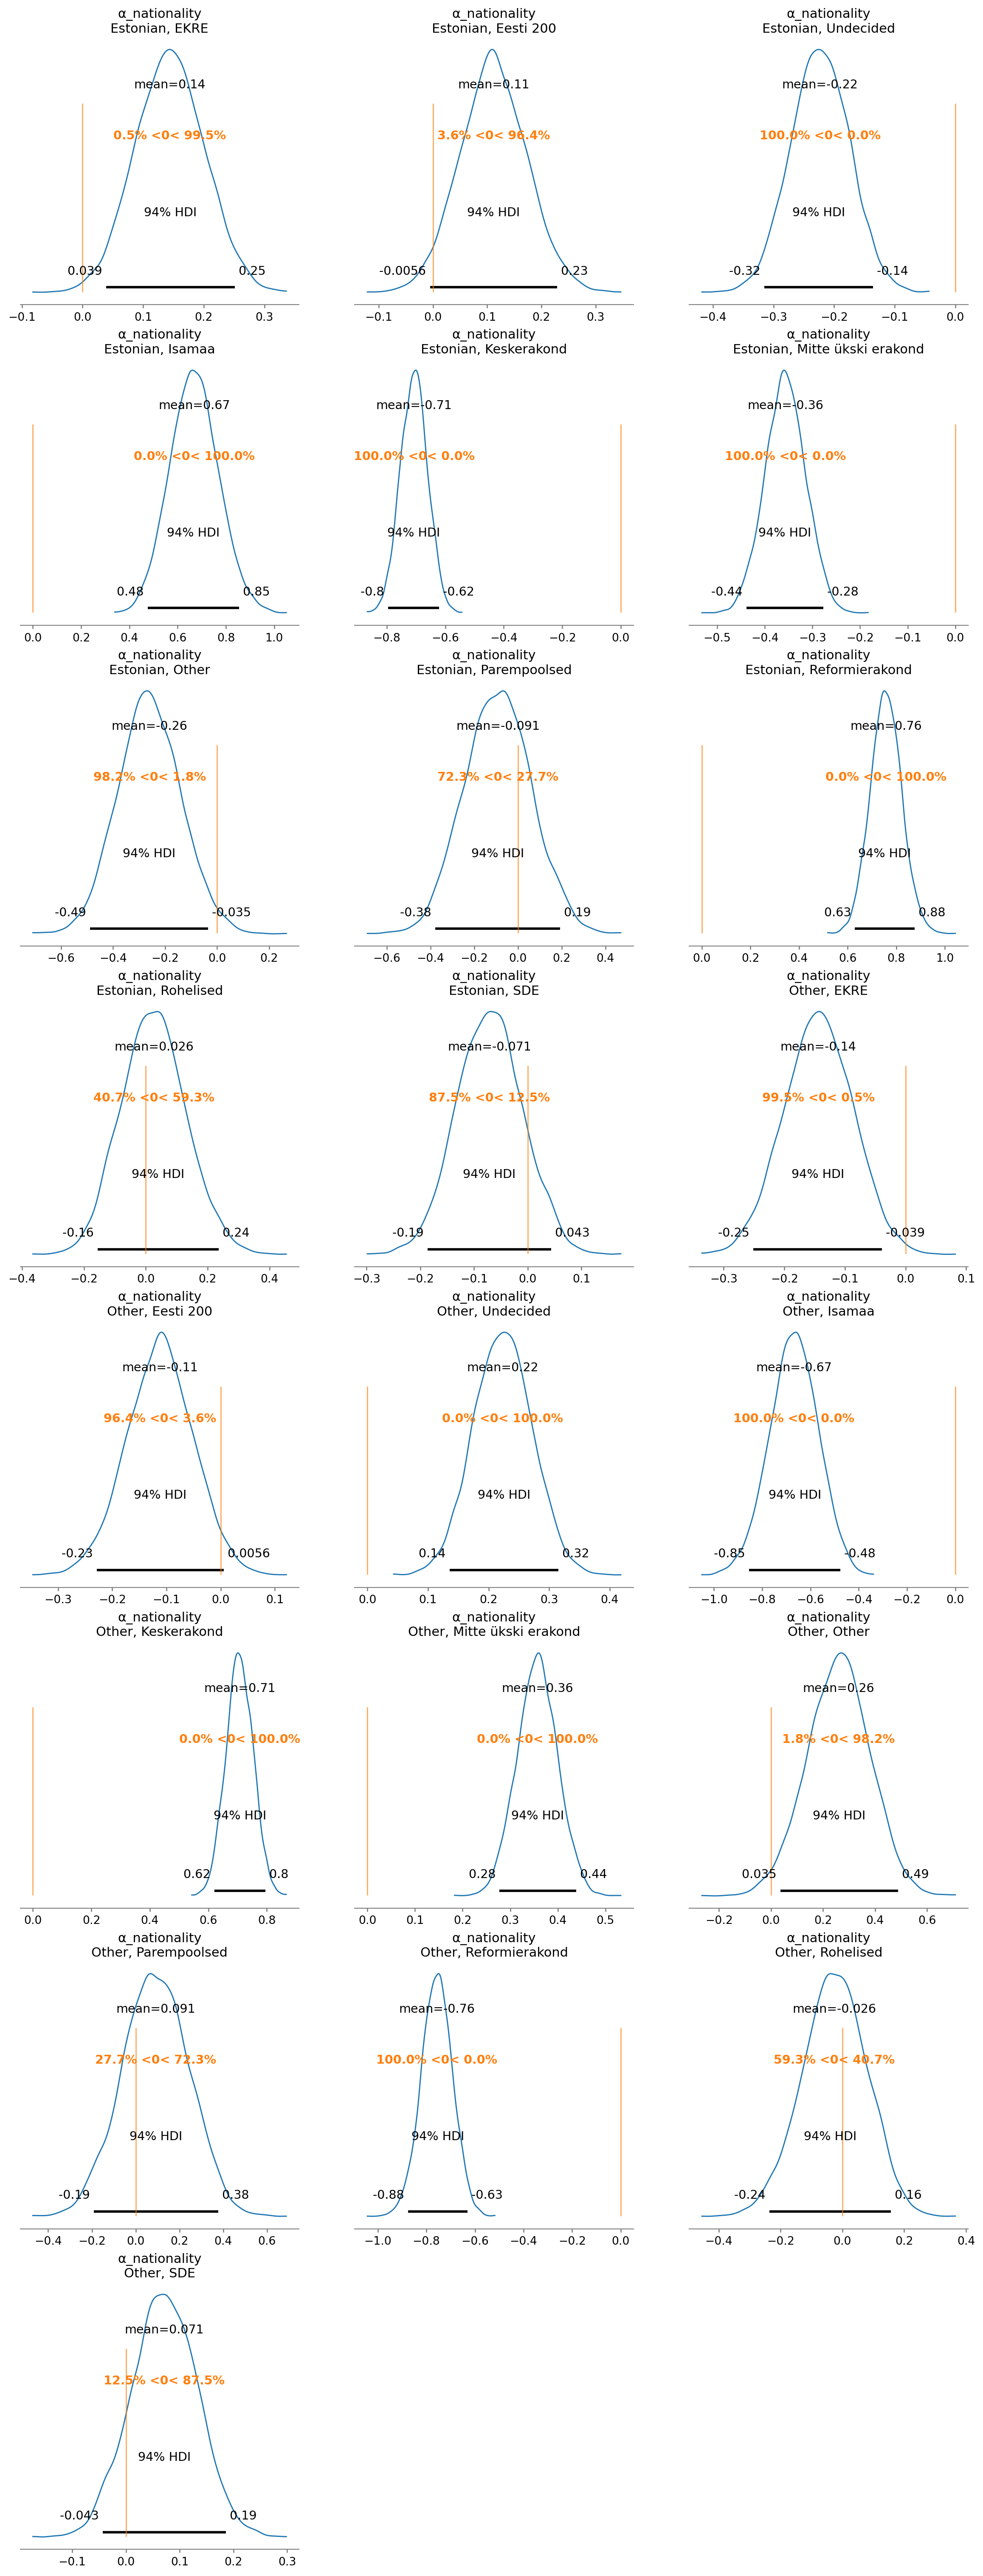 α_nationality
Estonian, EKRE
mean=0.14
0.5% <0< 99.5%
94% HDI
0.039
0.25
−0.1 0.0 0.1 0.2 0.3
α_nationality
Estonian, Eesti 200
mean=0.11
3.6% <0< 96.4%
94% HDI
-0.0056
0.23
−0.1 0.0 0.1 0.2 0.3
α_nationality
Estonian, Undecided
mean=-0.22
100.0% <0< 0.0%
94% HDI
-0.32
-0.14
−0.4 −0.3 −0.2 −0.1 0.0
α_nationality
Estonian, Isamaa
mean=0.67
0.0% <0< 100.0%
94% HDI
0.48
0.85
0.0 0.2 0.4 0.6 0.8 1.0
α_nationality
Estonian, Keskerakond
mean=-0.71
100.0% <0< 0.0%
94% HDI
-0.8
-0.62
−0.8 −0.6 −0.4 −0.2 0.0
α_nationality
Estonian, Mitte ükski erakond
mean=-0.36
100.0% <0< 0.0%
94% HDI
-0.44
-0.28
−0.5 −0.4 −0.3 −0.2 −0.1 0.0
α_nationality
Estonian, Other
mean=-0.26
98.2% <0< 1.8%
94% HDI
-0.49
-0.035
−0.6 −0.4 −0.2 0.0 0.2
α_nationality
Estonian, Parempoolsed
mean=-0.091
72.3% <0< 27.7%
94% HDI
-0.38
0.19
−0.6 −0.4 −0.2 0.0 0.2 0.4
α_nationality
Estonian, Reformierakond
mean=0.76
0.0% <0< 100.0%
94% HDI
0.63
0.88
0.0 0.2 0.4 0.6 0.8 1.0
α_nationality
Estonian, Rohelised
mean=0.026
40.7% <0< 59.3%
94% HDI
-0.16
0.24
−0.4 −0.2 0.0 0.2 0.4
α_nationality
Estonian, SDE
mean=-0.071
87.5% <0< 12.5%
94% HDI
-0.19
0.043
−0.3 −0.2 −0.1 0.0 0.1
α_nationality
Other, EKRE
mean=-0.14
99.5% <0< 0.5%
94% HDI
-0.25
-0.039
−0.3 −0.2 −0.1 0.0 0.1
α_nationality
Other, Eesti 200
mean=-0.11
96.4% <0< 3.6%
94% HDI
-0.23
0.0056
−0.3 −0.2 −0.1 0.0 0.1
α_nationality
Other, Undecided
mean=0.22
0.0% <0< 100.0%
94% HDI
0.14
0.32
0.0 0.1 0.2 0.3 0.4
α_nationality
Other, Isamaa
mean=-0.67
100.0% <0< 0.0%
94% HDI
-0.85
-0.48
−1.0 −0.8 −0.6 −0.4 −0.2 0.0
α_nationality
Other, Keskerakond
mean=0.71
0.0% <0< 100.0%
94% HDI
0.62
0.8
0.0 0.2 0.4 0.6 0.8
α_nationality
Other, Mitte ükski erakond
mean=0.36
0.0% <0< 100.0%
94% HDI
0.28
0.44
0.0 0.1 0.2 0.3 0.4 0.5
α_nationality
Other, Other
mean=0.26
1.8% <0< 98.2%
94% HDI
0.035
0.49
−0.2 0.0 0.2 0.4 0.6
α_nationality
Other, Parempoolsed
mean=0.091
27.7% <0< 72.3%
94% HDI
-0.19
0.38
−0.4 −0.2 0.0 0.2 0.4 0.6
α_nationality
Other, Reformierakond
mean=-0.76
100.0% <0< 0.0%
94% HDI
-0.88
-0.63
−1.0 −0.8 −0.6 −0.4 −0.2 0.0
α_nationality
Other, Rohelised
mean=-0.026
59.3% <0< 40.7%
94% HDI
-0.24
0.16
−0.4 −0.2 0.0 0.2 0.4
α_nationality
Other, SDE
mean=0.071
12.5% <0< 87.5%
94% HDI
-0.043
0.19
−0.1 0.0 0.1 0.2 0.3